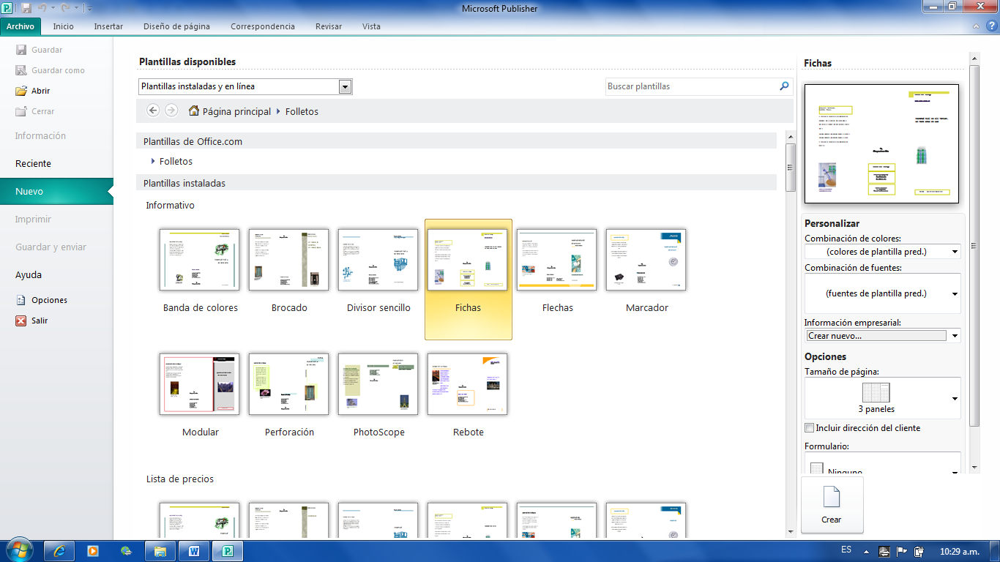 Microsoft Publisher
Archivo Inicio Insertar Diseño de página Correspondencia Revisar Vista
Guardar
Guardar como
Abrir
Cerrar
Información
Reciente
Nuevo
Imprimir
Guardar y enviar
Ayuda
Opciones
Salir
Plantillas disponibles
Plantillas instaladas y en línea
Buscar plantillas
Página principal Folletos
Plantillas de Office.com
Folletos
Plantillas instaladas
Informativo
Banda de colores Brocado Divisor sencillo Fichas Flechas Marcador
Modular Perforación PhotoScope Rebote
Lista de precios
Fichas
Personalizar
Combinación de colores:
(colores de plantilla pred.)
Combinación de fuentes:
(fuentes de plantilla pred.)
Información empresarial:
Crear nuevo...
Opciones
Tamaño de página:
3 paneles
Incluir dirección del cliente
Formulario:
Ninguno
Crear
ES 10:29 a.m.